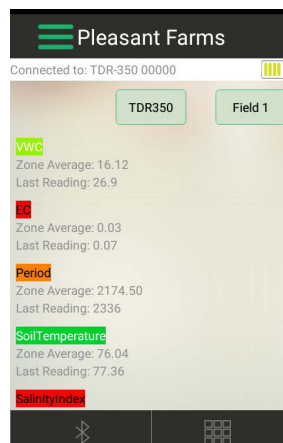 Pleasant Farms
Connected to: TDR-350 00000
TDR350
Field 1
VWC
Zone Average: 16.12
Last Reading: 26.9
EC
Zone Average: 0.03
Last Reading: 0.07
Period
Zone Average: 2174.50
Last Reading: 2336
SoilTemperature
Zone Average: 76.04
Last Reading: 77.36
SalinityIndex